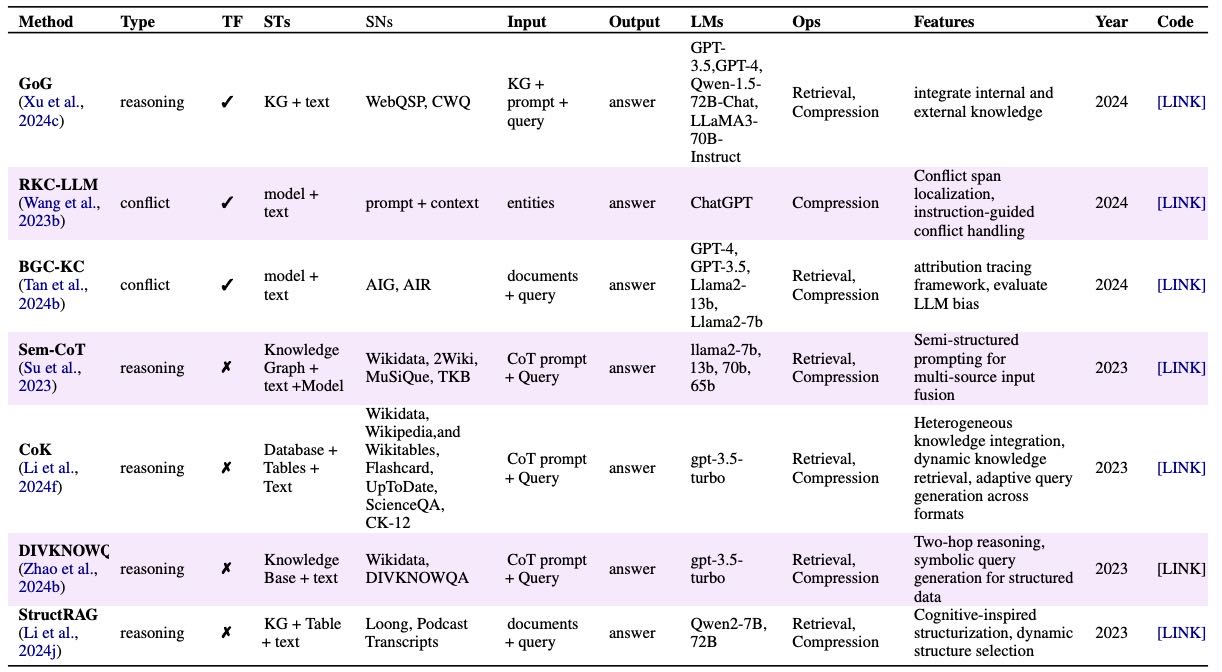 Method Type TF STs SNs Input Output LMs Ops Features Year Code
GoG
(Xu et al.,
2024c)
reasoning
✓
KG + text
WebQSP, CWQ
KG +
prompt +
query
answer
GPT-
3.5,GPT-4,
Qwen-1.5-
72B-Chat,
LLaMA3-
70B-
Instruct
Retrieval,
Compression
integrate internal and
external knowledge
2024
[LINK]
RKC-LLM
(Wang et al.,
2023b)
conflict
✓
model +
text
prompt + context
entities
answer
ChatGPT
Compression
Conflict span
localization,
instruction-guided
conflict handling
2024
[LINK]
BGC-KC
(Tan et al.,
2024b)
conflict
✓
model +
text
AIG, AIR
documents
+ query
answer
GPT-4,
GPT-3.5,
Llama2-
13b,
Llama2-7b
Retrieval,
Compression
attribution tracing
framework, evaluate
LLM bias
2024
[LINK]
Sem-CoT
(Su et al.,
2023)
reasoning
✗
Knowledge
Graph +
text +Model
Wikidata, 2Wiki,
MuSiQue, TKB
CoT prompt
+ Query
answer
llama2-7b,
13b, 70b,
65b
Retrieval,
Compression
Semi-structured
prompting for
multi-source input
fusion
2023
[LINK]
CoK
(Li et al.,
2024f)
reasoning
✗
Database +
Tables +
Text
Wikidata,
Wikipedia,and
Wikitables,
Flashcard,
UpToDate,
ScienceQA,
CK-12
CoT prompt
+ Query
answer
gpt-3.5-
turbo
Retrieval,
Compression
Heterogeneous
knowledge integration,
dynamic knowledge
retrieval, adaptive query
generation across
formats
2023
[LINK]
DIVKNOWQ
(Zhao et al.,
2024b)
reasoning
✗
Knowledge
Base + text
Wikidata,
DIVKNOWQA
CoT prompt
+ Query
answer
gpt-3.5-
turbo
Retrieval,
Compression
Two-hop reasoning,
symbolic query
generation for structured
data
2023
[LINK]
StructRAG
(Li et al.,
2024j)
reasoning
✗
KG + Table
+ text
Loong, Podcast
Transcripts
documents
+ query
answer
Qwen2-7B,
72B
Retrieval,
Compression
Cognitive-inspired
structurization, dynamic
structure selection
2023
[LINK]